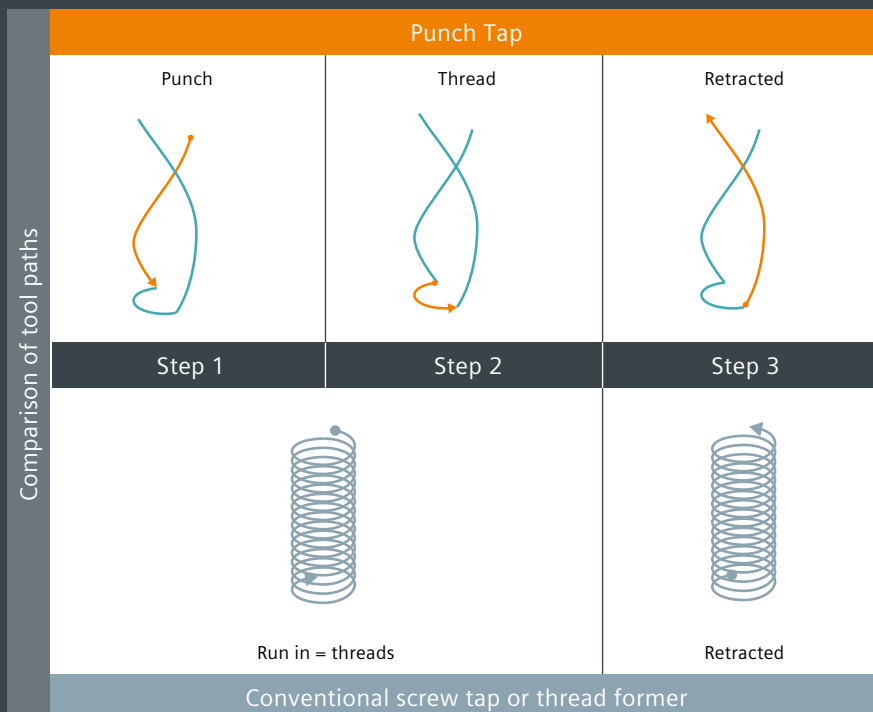 Comparison of tool paths
Punch Tap
Punch
Thread
Retracted
Step 1
Step 2
Step 3
Run in = threads
Retracted
Conventional screw tap or thread former